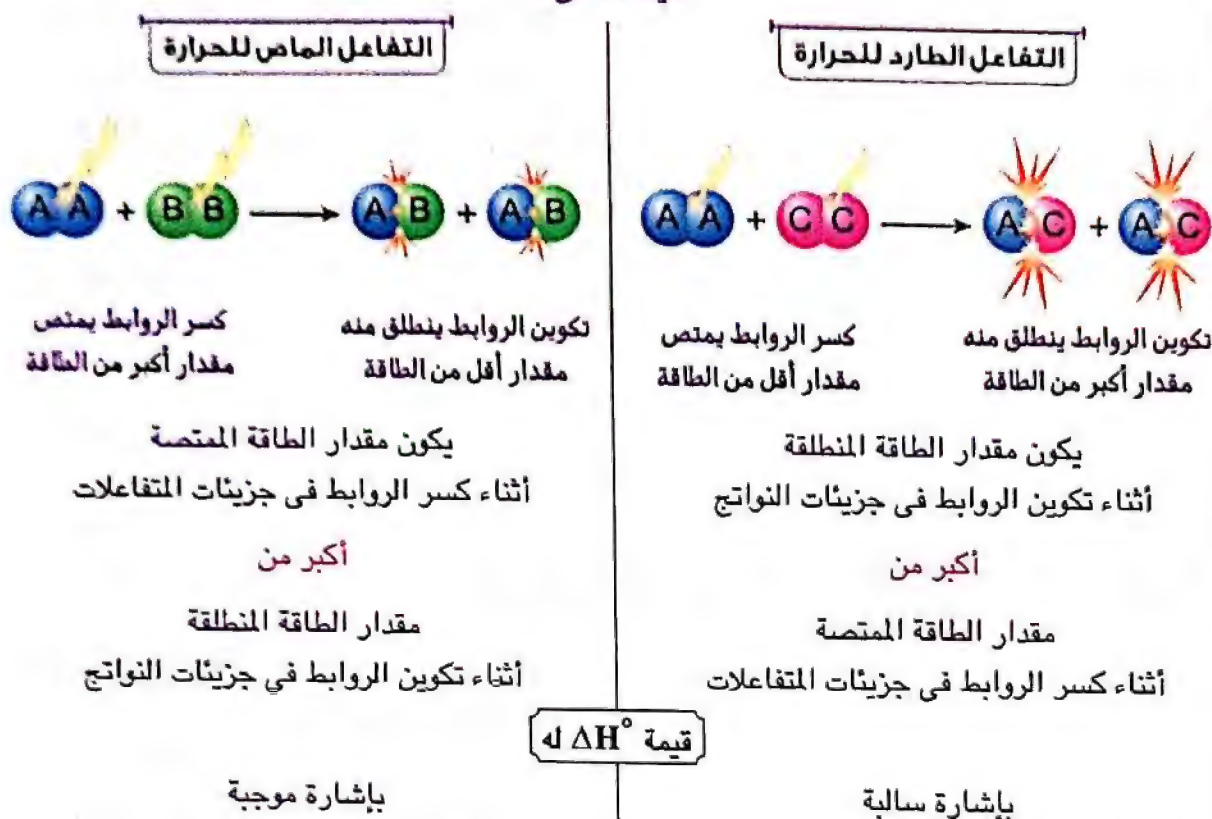 التفاعل الطارد للحرارة
A A + C C → A C + A C
كسر الروابط يمتص
مقدار أقل من الطاقة
تكوين الروابط ينطلق منه
مقدار أكبر من الطاقة
يكون مقدار الطاقة المنطلقة
أثناء تكوين الروابط فى جزيئات النواتج
أكبر من
مقدار الطاقة الممتصة
أثناء كسر الروابط فى جزيئات المتفاعلات
التفاعل الماص للحرارة
A A + B B → A B + A B
كسر الروابط يمتص
مقدار أكبر من الطاقة
تكوين الروابط ينطلق منه
مقدار أقل من الطاقة
يكون مقدار الطاقة الممتصة
أثناء كسر الروابط فى جزيئات المتفاعلات
أكبر من
مقدار الطاقة المنطلقة
أثناء تكوين الروابط في جزيئات النواتج
قيمة ΔH° له
بإشارة سالبة
بإشارة موجبة